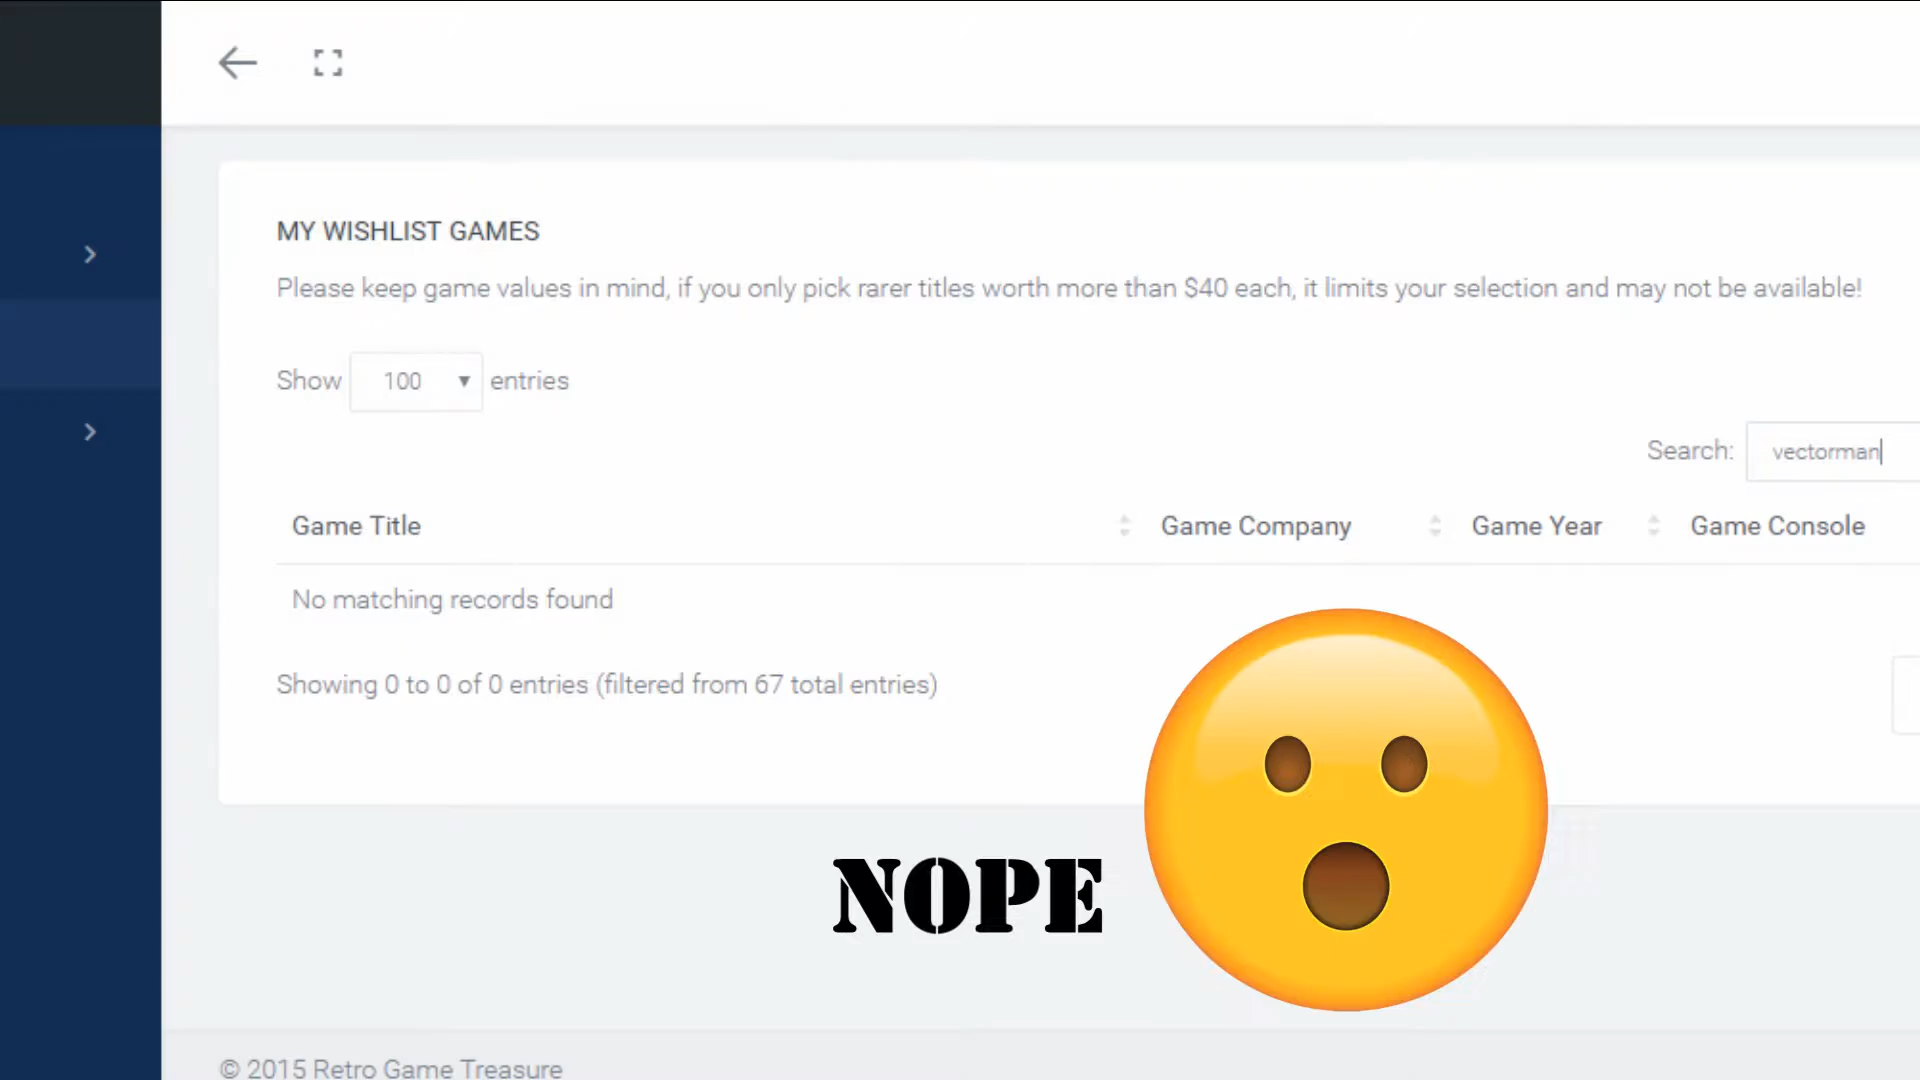 MY WISHLIST GAMES
Please keep game values in mind, if you only pick rarer titles worth more than $40 each, it limits your selection and may not be available!
Show 100 entries
Search: vectorman
Game Title Game Company Game Year Game Console
No matching records found
Showing 0 to 0 of 0 entries (filtered from 67 total entries)
NOPE
© 2015 Retro Game Treasure